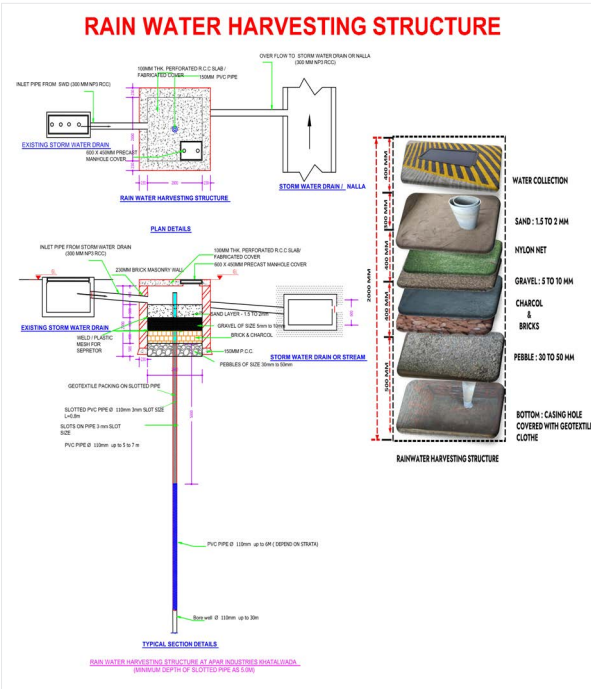 RAIN WATER HARVESTING STRUCTURE
OVER FLOW TO STORM WATER DRAIN OR NALLA
(300 MM NP3 RCC)
100MM THK. PERFORATED R.C.C SLAB /
FABRICATED COVER
150MM PVC PIPE
INLET PIPE FROM SWD (300 MM NP3 RCC)
EXISTING STORM WATER DRAIN
600 X 450MM PRECAST
MANHOLE COVER
RAIN WATER HARVESTING STRUCTURE
STORM WATER DRAIN / NALLA
PLAN DETAILS
INLET PIPE FROM STORM WATER DRAIN
(300 MM NP3 RCC)
100MM THK. PERFORATED R.C.C SLAB/
FABRICATED COVER
600 X 450MM PRECAST MANHOLE COVER
230MM BRICK MASONRY WALL
SAND LAYER - 1.5 TO 2mm
EXISTING STORM WATER DRAIN
GRAVEL OF SIZE 5mm to 10mm
WELD / PLASTIC
MESH FOR
SEPRETOR
BRICK & CHARCOL
STORM WATER DRAIN OR STREAM
150MM P.C.C.
PEBBLES OF SIZE 30mm to 50mm
GEOTEXTILE PACKING ON SLOTTED PIPE
SLOTTED PVC PIPE Ø 110mm 3mm SLOT SIZE
L=0.6m
SLOTS ON PIPE 3 mm SLOT
SIZE
PVC PIPE Ø 110mm up to 5 to 7 m
PVC PIPE Ø 110mm up to 6M ( DEPEND ON STRATA)
Bore well Ø 110mm up to 30m
TYPICAL SECTION DETAILS
RAIN WATER HARVESTING STRUCTURE AT APAR INDUSTRIES KHATALWADA
(MINIMUM DEPTH OF SLOTTED PIPE AS 5.0M)
2000 MM
400 MM
WATER COLLECTION
300 MM
SAND : 1.5 TO 2 MM
400 MM
NYLON NET
GRAVEL : 5 TO 10 MM
400 MM
CHARCOL
&
BRICKS
500 MM
PEBBLE : 30 TO 50 MM
BOTTOM : CASING HOLE
COVERED WITH GEOTEXTIL
CLOTHE
RAINWATER HARVESTING STRUCTURE